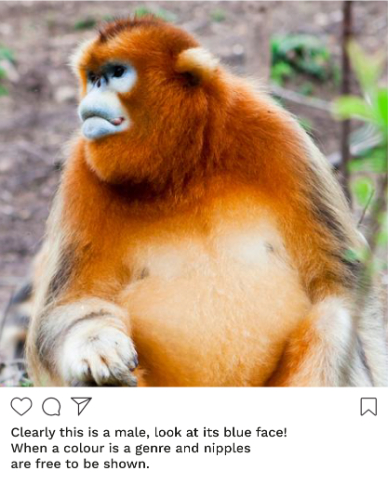 Clearly this is a male, look at its blue face!
When a colour is a genre and nipples
are free to be shown.